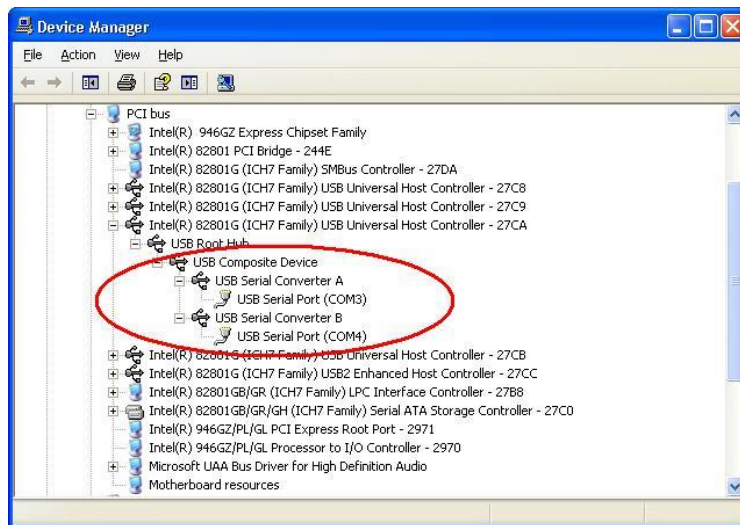 Device Manager
File Action View Help
PCI bus
Intel(R) 946GZ Express Chipset Family
Intel(R) 82801 PCI Bridge - 244E
Intel(R) 82801G (ICH7 Family) SMBus Controller - 27DA
Intel(R) 82801G (ICH7 Family) USB Universal Host Controller - 27C8
Intel(R) 82801G (ICH7 Family) USB Universal Host Controller - 27C9
Intel(R) 82801G (ICH7 Family) USB Universal Host Controller - 27CA
USB Root Hub
USB Composite Device
USB Serial Converter A
USB Serial Port (COM3)
USB Serial Converter B
USB Serial Port (COM4)
Intel(R) 82801G (ICH7 Family) USB Universal Host Controller - 27CB
Intel(R) 82801G (ICH7 Family) USB2 Enhanced Host Controller - 27CC
Intel(R) 82801GB/GR (ICH7 Family) LPC Interface Controller - 27B8
Intel(R) 82801GB/GR/GH (ICH7 Family) Serial ATA Storage Controller - 27C0
Intel(R) 946GZ/PL/GL PCI Express Root Port - 2971
Intel(R) 946GZ/PL/GL Processor to I/O Controller - 2970
Microsoft UAA Bus Driver for High Definition Audio
Motherboard resources